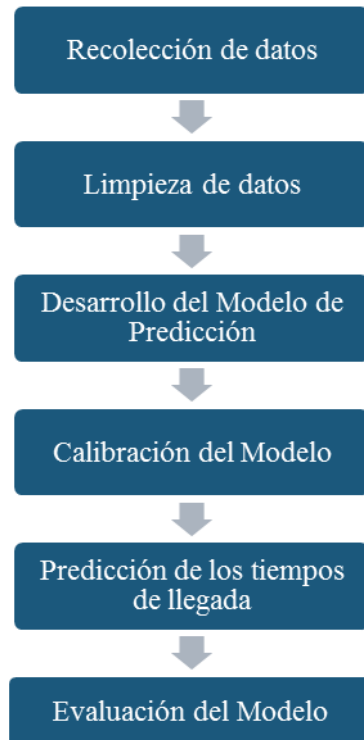 Recolección de datos
Limpieza de datos
Desarrollo del Modelo de
Predicción
Calibración del Modelo
Predicción de los tiempos
de llegada
Evaluación del Modelo